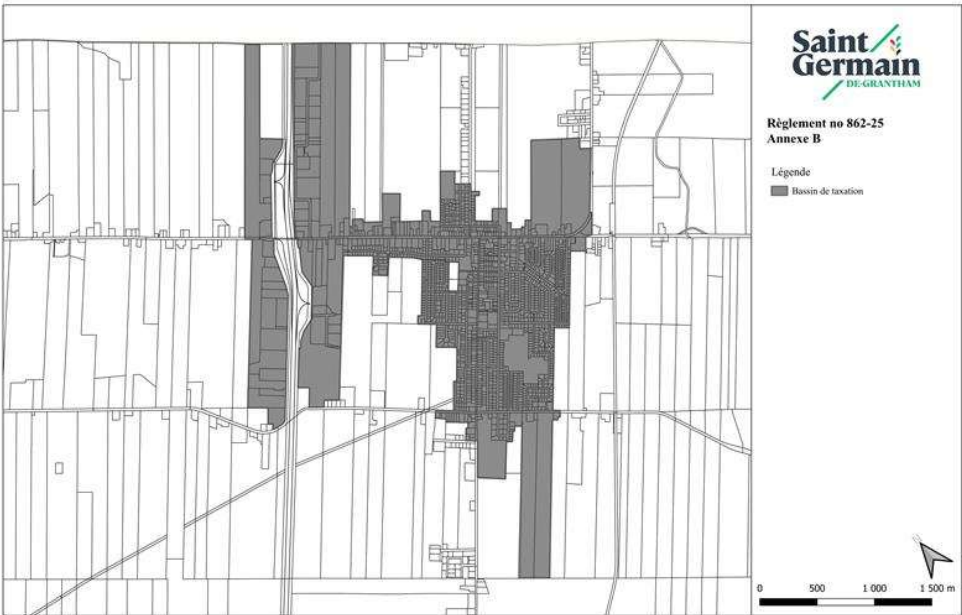 Saint
Germain
DE-GRANTHAM
Règlement no 862-25
Annexe B
Légende
Bassin de taxation
0 500 1 000 1 500 m